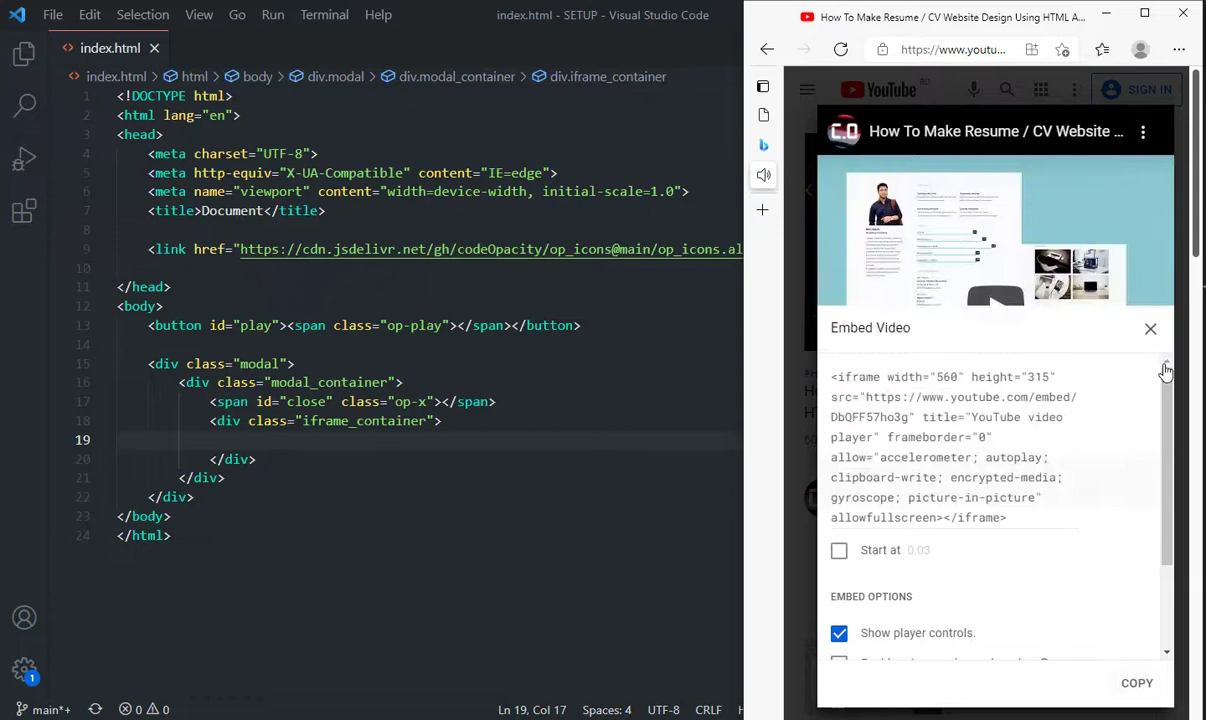 File Edit Selection View Go Run Terminal Help
index.html - SETUP - Visual Studio Code
index.html
index.html > html > body > div.modal > div.modal_container > div.iframe_container
1 <!DOCTYPE html>
2 <html lang="en">
3 <head>
4 <meta charset="UTF-8">
5 <meta http-equiv="X-UA-Compatible" content="IE=edge">
6 <meta name="viewport" content="width=device-width, initial-scale=1.0">
7 <title>Document</title>
8
9 <link href="https://cdn.jsdelivr.net/gh/codeOpacity/op_icons@main/op_icons.al
10
11 </head>
12 <body>
13 <button id="play"><span class="op-play"></span></button>
14
15 <div class="modal">
16 <div class="modal_container">
17 <span id="close" class="op-x"></span>
18 <div class="iframe_container">
19
20 </div>
21 </div>
22 </div>
23 </body>
24 </html>
1
main*+ 0 0
Ln 19, Col 17 Spaces: 4 UTF-8 CRLF
How To Make Resume / CV Website Design Using HTML A...
https://www.youtu...
YouTube
SIGN IN
C.O
How To Make Resume / CV Website ...
Embed Video
<iframe width="560" height="315"
src="https://www.youtube.com/embed/
DbQFF57ho3g" title="YouTube video
player" frameborder="0"
allow="accelerometer; autoplay;
clipboard-write; encrypted-media;
gyroscope; picture-in-picture"
allowfullscreen></iframe>
Start at 0:03
EMBED OPTIONS
Show player controls.
COPY